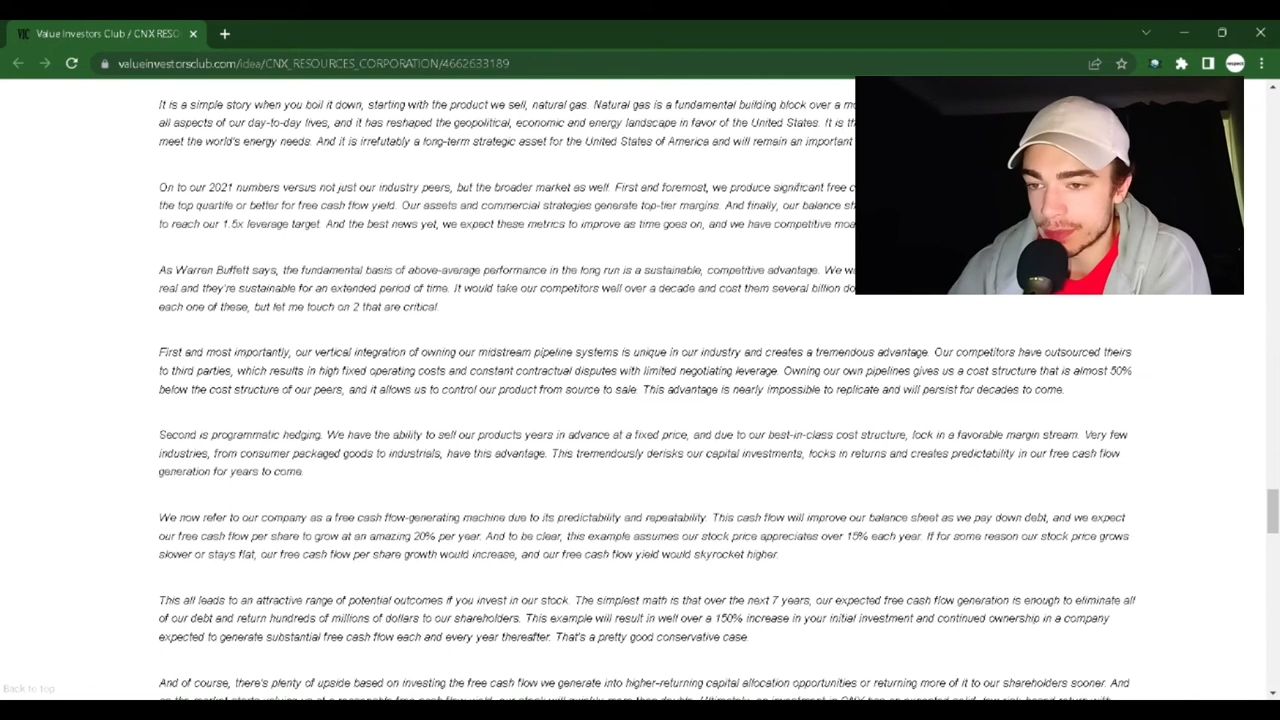 VIC Value Investors Club / CNX RESO
valueinvestorsclub.com/idea/CNX_RESOURCES_CORPORATION/4662633189
respect
It is a simple story when you boil it down, starting with the product we sell, natural gas. Natural gas is a fundamental building block over a
all aspects of our day-to-day lives, and it has reshaped the geopolitical, economic and energy landscape in favor of the United States. It is
meet the world's energy needs. And it is irrefutably a long-term strategic asset for the United States of America and will remain an important
On to our 2021 numbers versus not just our industry peers, but the broader market as well. First and foremost, we produce significant free
the top quartile or better for free cash flow yield. Our assets and commercial strategies generate top-tier margins. And finally, our balance
to reach our 1.5x leverage target. And the best news yet, we expect these metrics to improve as time goes on, and we have competitive
As Warren Buffett says, the fundamental basis of above-average performance in the long run is a sustainable, competitive advantage. We
real and they're sustainable for an extended period of time. It would take our competitors well over a decade and cost them several billion
each one of these, but let me touch on 2 that are critical.
First and most importantly, our vertical integration of owning our midstream pipeline systems is unique in our industry and creates a tremendous advantage. Our competitors have outsourced theirs
to third parties, which results in high fixed operating costs and constant contractual disputes with limited negotiating leverage. Owning our own pipelines gives us a cost structure that is almost 50%
below the cost structure of our peers, and it allows us to control our product from source to sale. This advantage is nearly impossible to replicate and will persist for decades to come.
Second is programmatic hedging. We have the ability to sell our products years in advance at a fixed price, and due to our best-in-class cost structure, lock in a favorable margin stream. Very few
industries, from consumer packaged goods to industrials, have this advantage. This tremendously derisks our capital investments, locks in returns and creates predictability in our free cash flow
generation for years to come.
We now refer to our company as a free cash flow-generating machine due to its predictability and repeatability. This cash flow will improve our balance sheet as we pay down debt, and we expect
our free cash flow per share to grow at an amazing 20% per year. And to be clear, this example assumes our stock price appreciates over 15% each year. If for some reason our stock price grows
slower or stays flat, our free cash flow per share growth would increase, and our free cash flow yield would skyrocket higher.
This all leads to an attractive range of potential outcomes if you invest in our stock. The simplest math is that over the next 7 years, our expected free cash flow generation is enough to eliminate all
of our debt and return hundreds of millions of dollars to our shareholders. This example will result in well over a 150% increase in your initial investment and continued ownership in a company
expected to generate substantial free cash flow each and every year thereafter. That's a pretty good conservative case.
And of course, there's plenty of upside based on investing the free cash flow we generate into higher-returning capital allocation opportunities or returning more of it to our shareholders sooner. And
Back to top